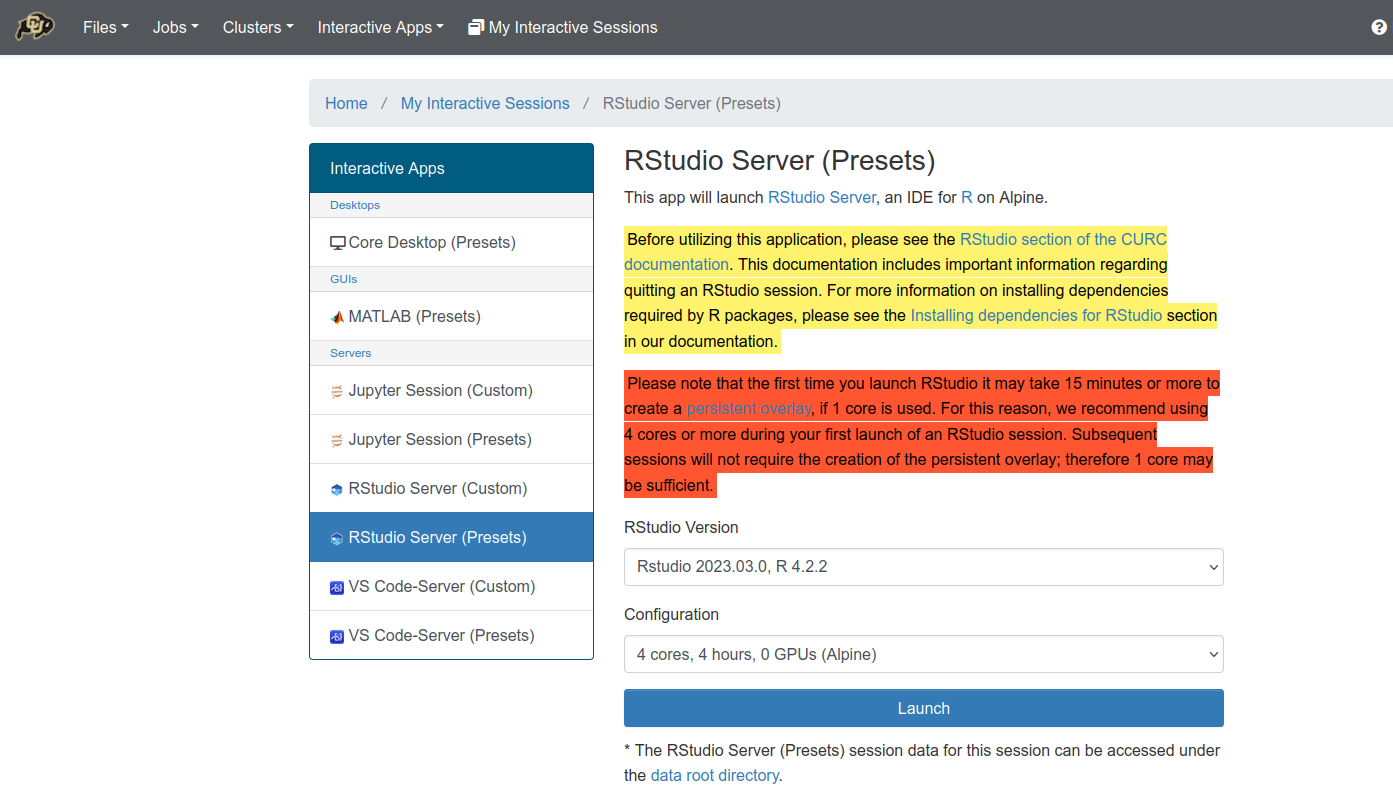 Files Jobs Clusters Interactive Apps My Interactive Sessions
Home / My Interactive Sessions / RStudio Server (Presets)
Interactive Apps
Desktops
Core Desktop (Presets)
GUIs
MATLAB (Presets)
Servers
Jupyter Session (Custom)
Jupyter Session (Presets)
RStudio Server (Custom)
RStudio Server (Presets)
VS Code-Server (Custom)
VS Code-Server (Presets)
RStudio Server (Presets)
This app will launch RStudio Server, an IDE for R on Alpine.
Before utilizing this application, please see the RStudio section of the CURC
documentation. This documentation includes important information regarding
quitting an RStudio session. For more information on installing dependencies
required by R packages, please see the Installing dependencies for RStudio section
in our documentation.
Please note that the first time you launch RStudio it may take 15 minutes or more to
create a persistent overlay, if 1 core is used. For this reason, we recommend using
4 cores or more during your first launch of an RStudio session. Subsequent
sessions will not require the creation of the persistent overlay; therefore 1 core may
be sufficient.
RStudio Version
Rstudio 2023.03.0, R 4.2.2
Configuration
4 cores, 4 hours, 0 GPUs (Alpine)
Launch
* The RStudio Server (Presets) session data for this session can be accessed under
the data root directory.